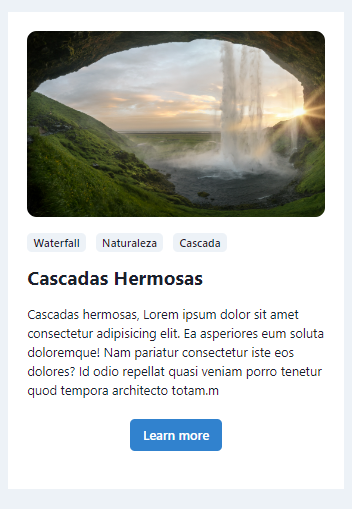 Waterfall Naturaleza Cascada
Cascadas Hermosas
Cascadas hermosas, Lorem ipsum dolor sit amet
consectetur adipisicing elit. Ea asperiores eum soluta
doloremque! Nam pariatur consectetur iste eos
dolores? Id odio repellat quasi veniam porro tenetur
quod tempora architecto totam.m
Learn more